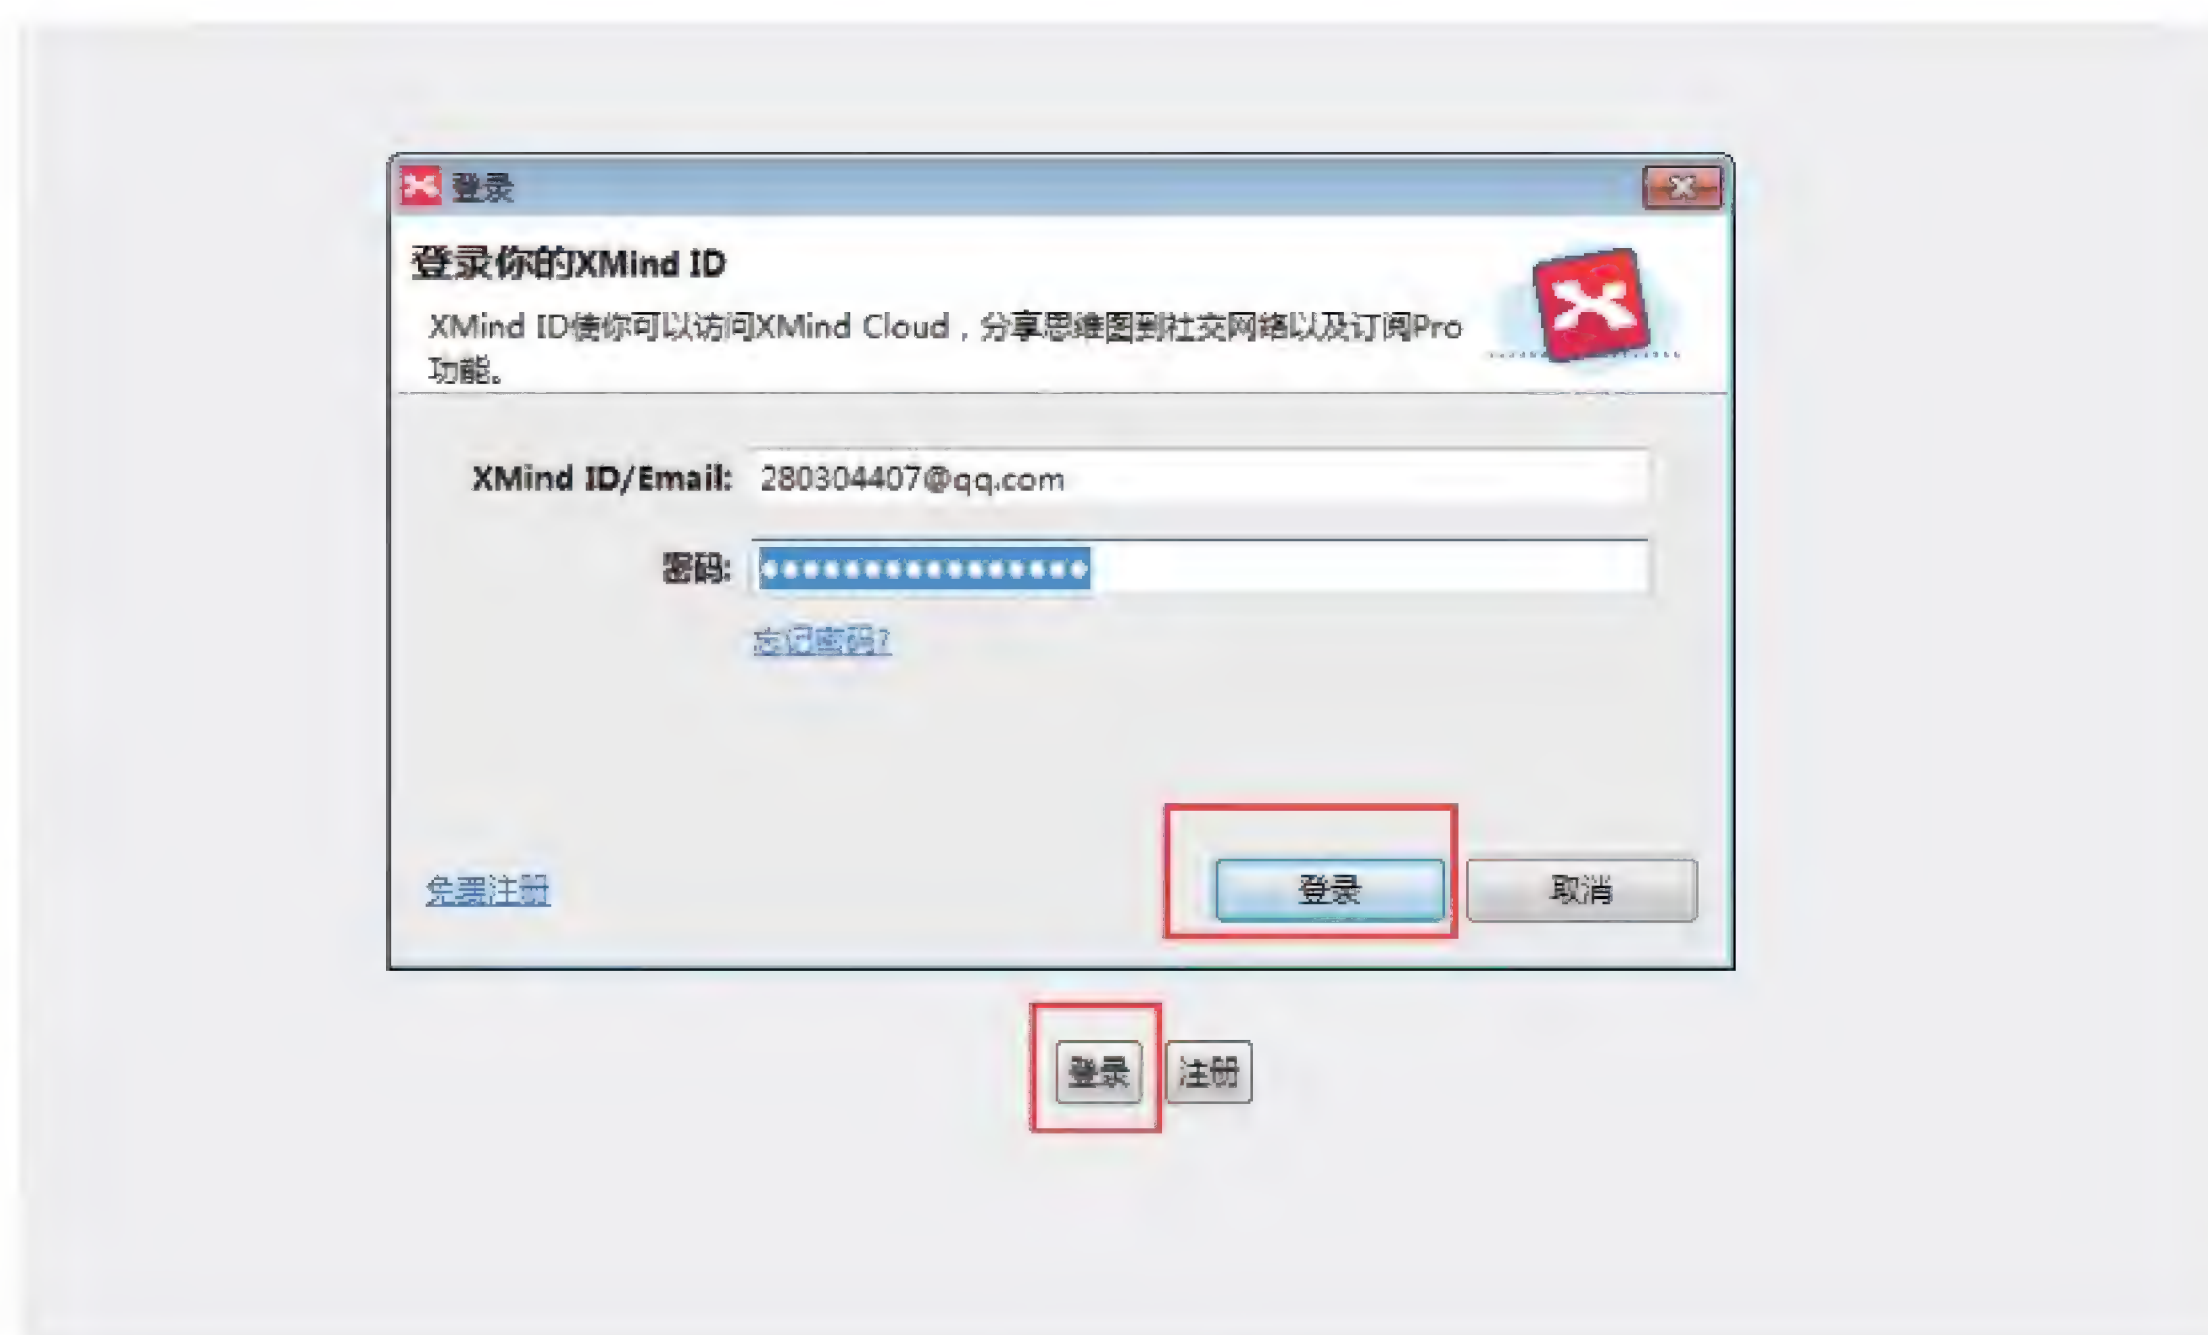 登录
登录你的XMind ID
XMind ID使你可以访问XMind Cloud，分享思维图到社交网络以及订阅Pro
功能。
XMind ID/Email: 280304407@qq.com
密码: ●●●●●●●●●●●●●●●●
忘记密码?
免费注册
登录
取消
登录
注册